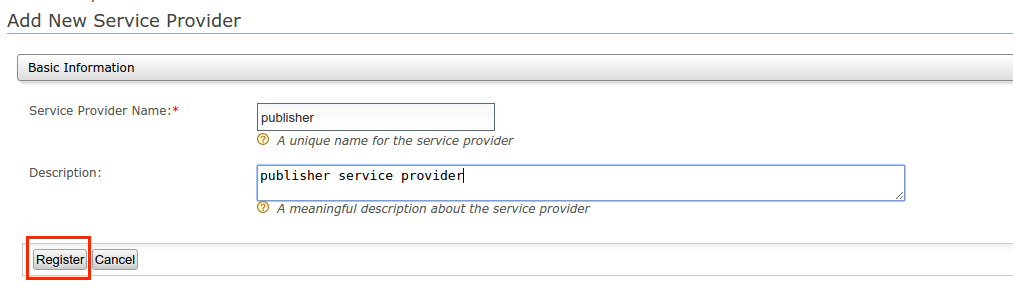 Add New Service Provider
Basic Information
Service Provider Name:*
publisher
? A unique name for the service provider
Description:
publisher service provider
? A meaningful description about the service provider
Register Cancel